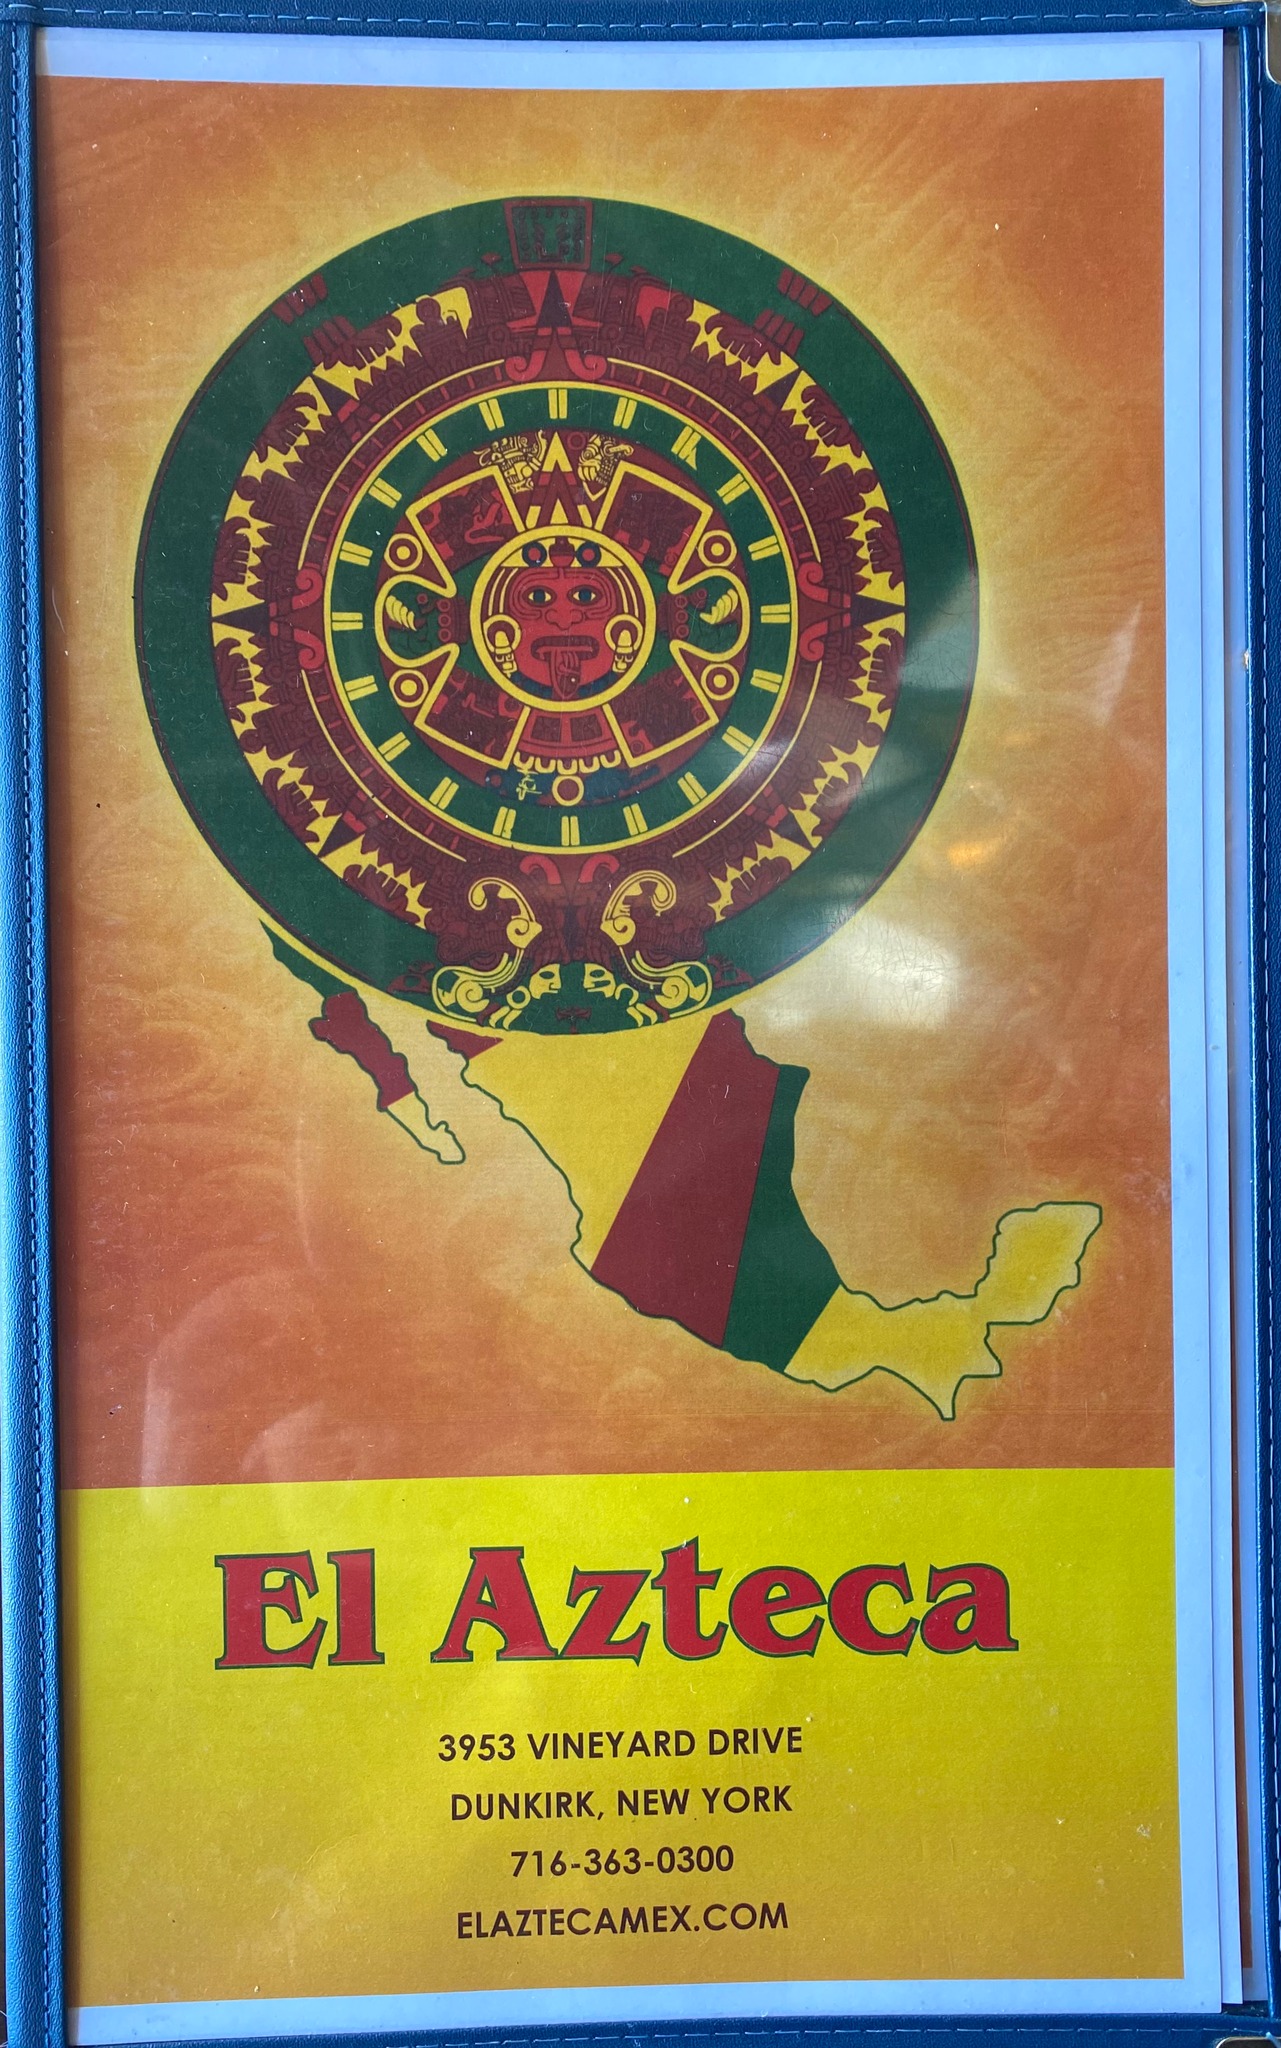 El Azteca
3953 VINEYARD DRIVE
DUNKIRK, NEW YORK
716-363-0300
ELAZTECAMEX.COM